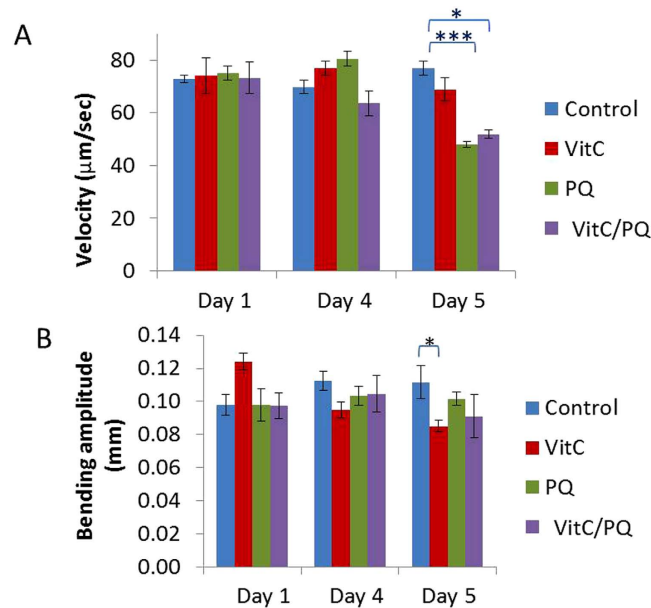 A
*
***
80
60
40
20
0
Velocity (μm/sec)
Day 1
Day 4
Day 5
Control
VitC
PQ
VitC/PQ
B
*
0.14
0.12
0.10
0.08
0.06
0.04
0.02
0.00
Bending amplitude
(mm)
Day 1
Day 4
Day 5
Control
VitC
PQ
VitC/PQ